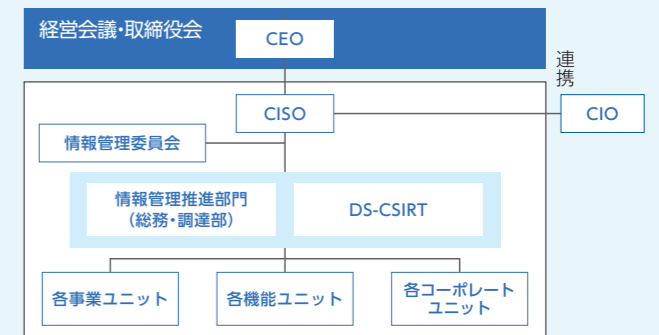 経営会議・取締役会
CEO
連携
CISO
CIO
情報管理委員会
情報管理推進部門
（総務・調達部）
DS-CSIRT
各事業ユニット
各機能ユニット
各コーポレート
ユニット